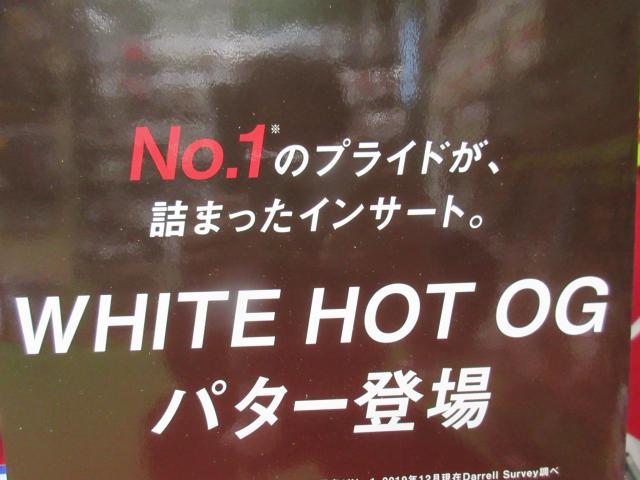 No.1※のプライドが、
詰まったインサート。
WHITE HOT OG
パター登場
2019年12月現在Darrell Survey調べ